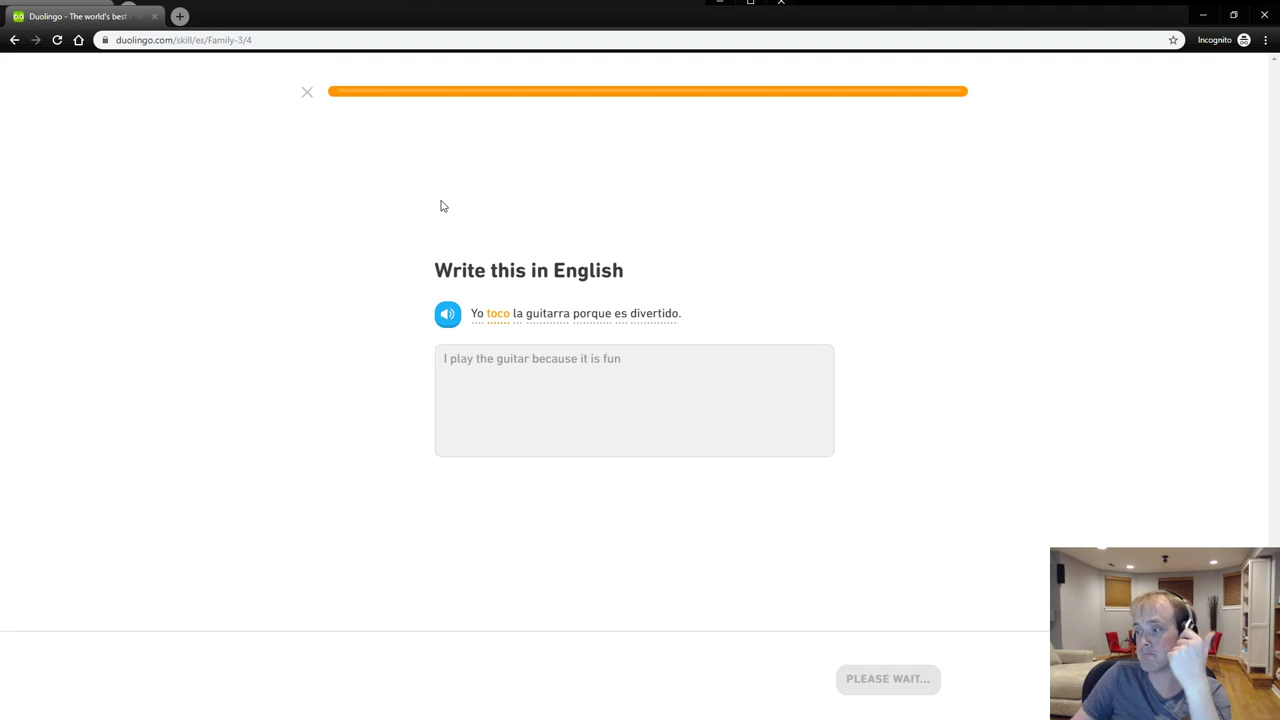 Duolingo - The world's best
duolingo.com/skill/es/Family-3/4
Incognito
Write this in English
Yo toco la guitarra porque es divertido.
I play the guitar because it is fun
PLEASE WAIT...